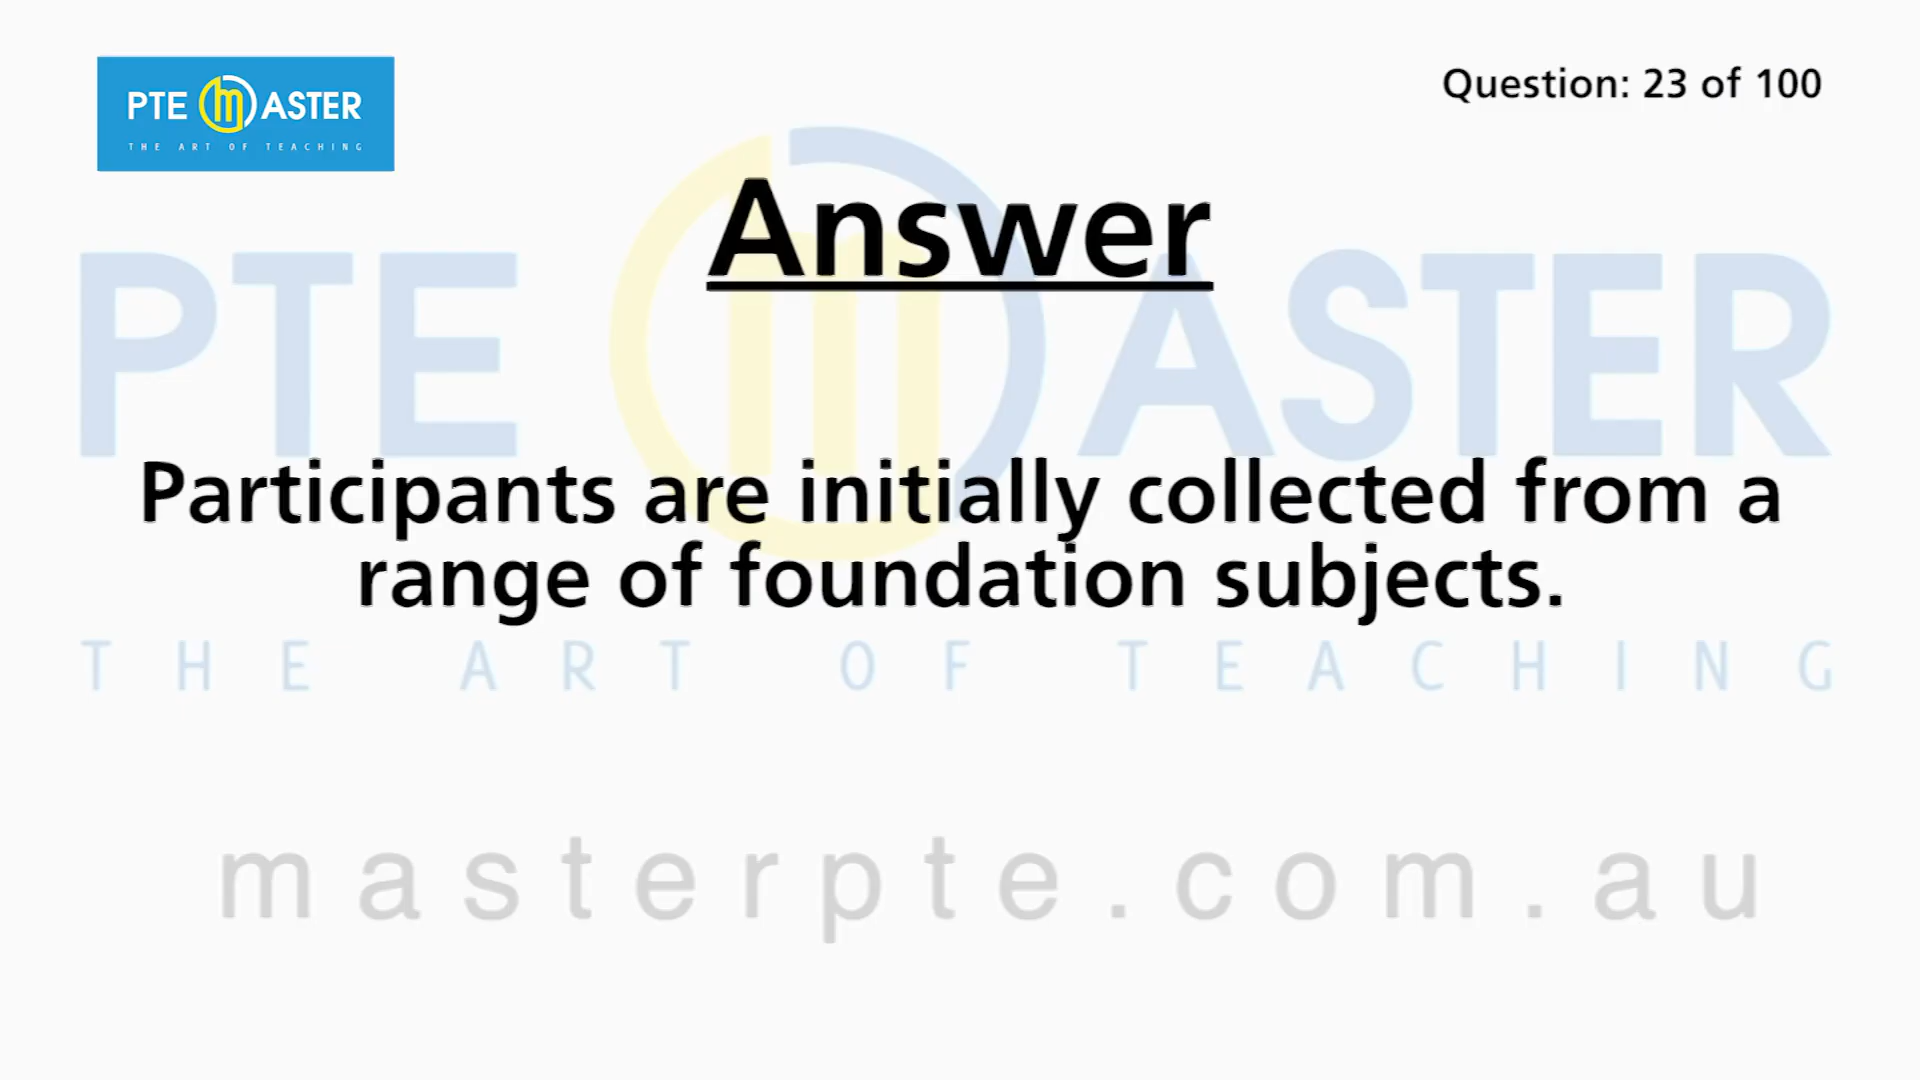 PTE MASTER
THE ART OF TEACHING
Question: 23 of 100
Answer
PTE MASTER
Participants are initially collected from a
range of foundation subjects.
THE ART OF TEACHING
masterpte.com.au